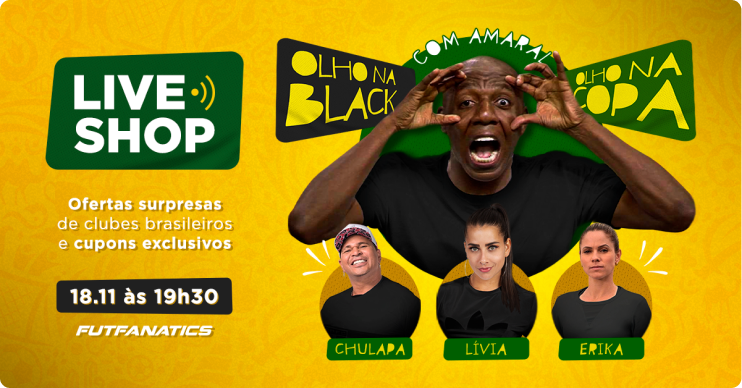 LIVE
SHOP
Ofertas surpresas
de clubes brasileiros
e cupons exclusivos
18.11 às 19h30
FUTFANATICS
COM AMARAL
OLHO NA
BLACK
OLHO NA
COPA
CHULAPA
LÍVIA
ERIKA